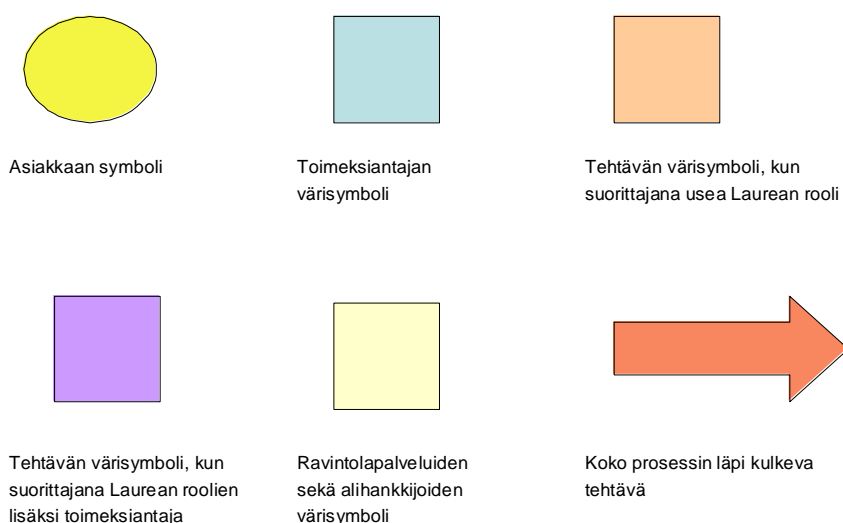 Asiakkaan symboli
Toimeksiantajan
värisymboli
Tehtävän värisymboli, kun
suorittajana usea Laurean rooli
Tehtävän värisymboli, kun
suorittajana Laurean roolien
lisäksi toimeksiantaja
Ravintolapalveluiden
sekä alihankkijoiden
värisymboli
Koko prosessin läpi kulkeva
tehtävä